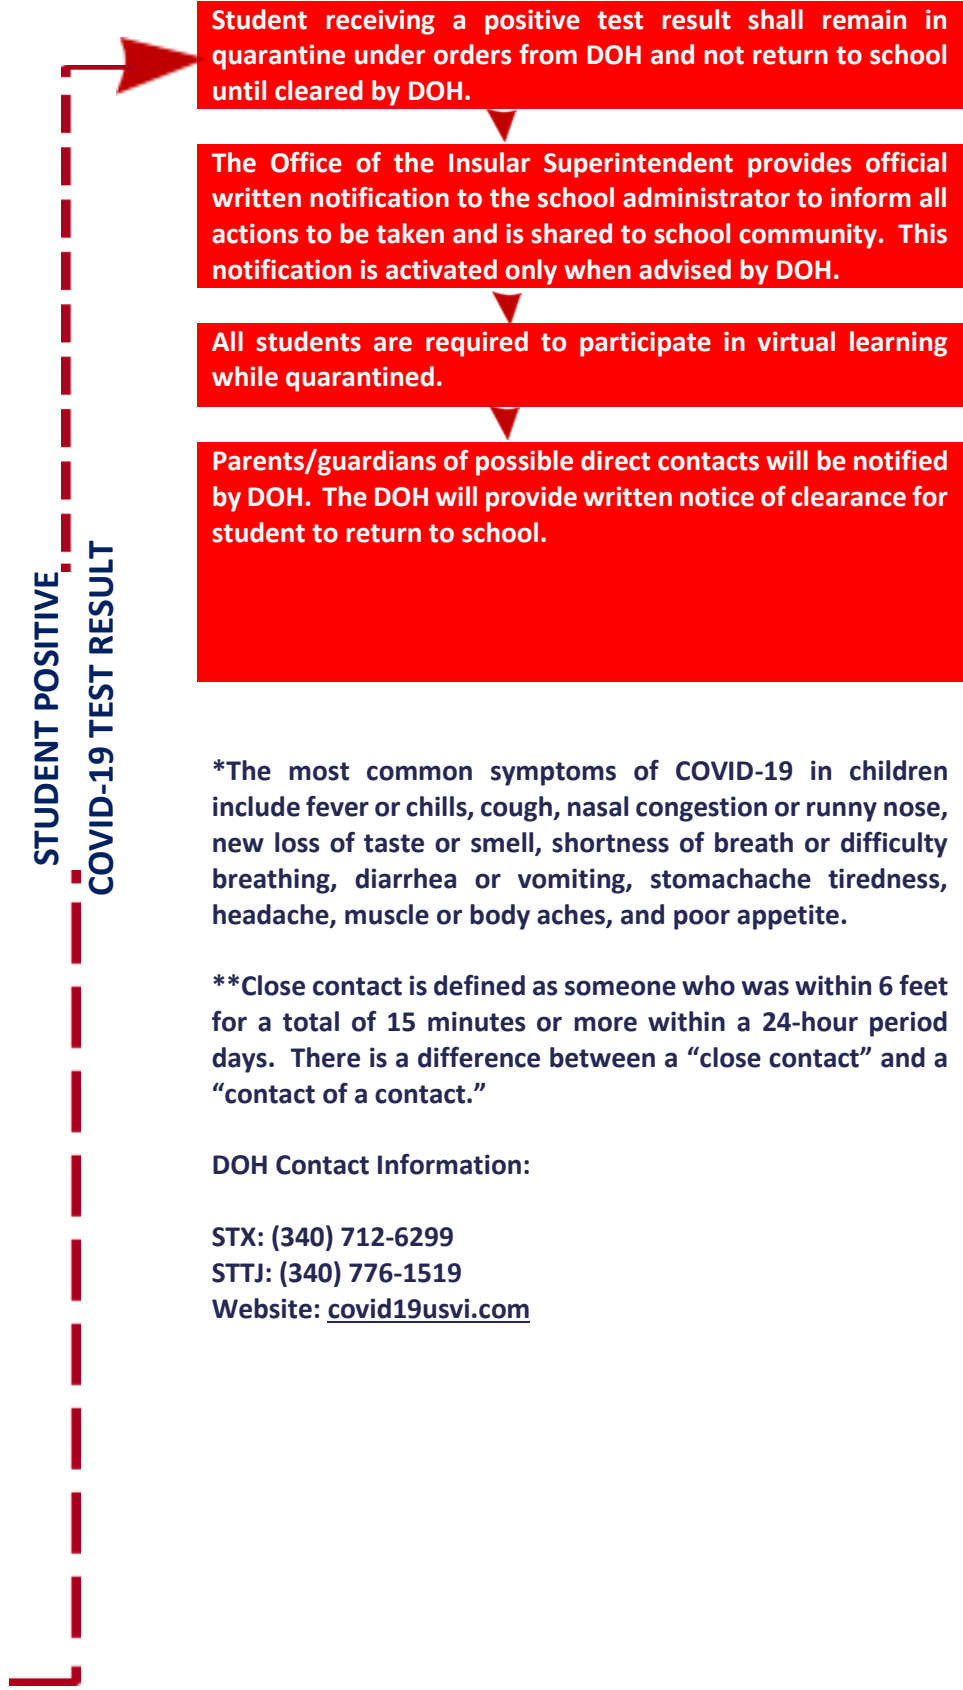 Student receiving a positive test result shall remain in
quarantine under orders from DOH and not return to school
until cleared by DOH.
The Office of the Insular Superintendent provides official
written notification to the school administrator to inform all
actions to be taken and is shared to school community.  This
notification is activated only when advised by DOH.
All students are required to participate in virtual learning
while quarantined.
Parents/guardians of possible direct contacts will be notified
by DOH.  The DOH will provide written notice of clearance for
student to return to school.
STUDENT POSITIVE
COVID-19 TEST RESULT
*The most common symptoms of COVID-19 in children
include fever or chills, cough, nasal congestion or runny nose,
new loss of taste or smell, shortness of breath or difficulty
breathing, diarrhea or vomiting, stomachache tiredness,
headache, muscle or body aches, and poor appetite.
**Close contact is defined as someone who was within 6 feet
for a total of 15 minutes or more within a 24-hour period
days.  There is a difference between a “close contact” and a
“contact of a contact.”
DOH Contact Information:
STX: (340) 712-6299
STTJ: (340) 776-1519
Website: covid19usvi.com